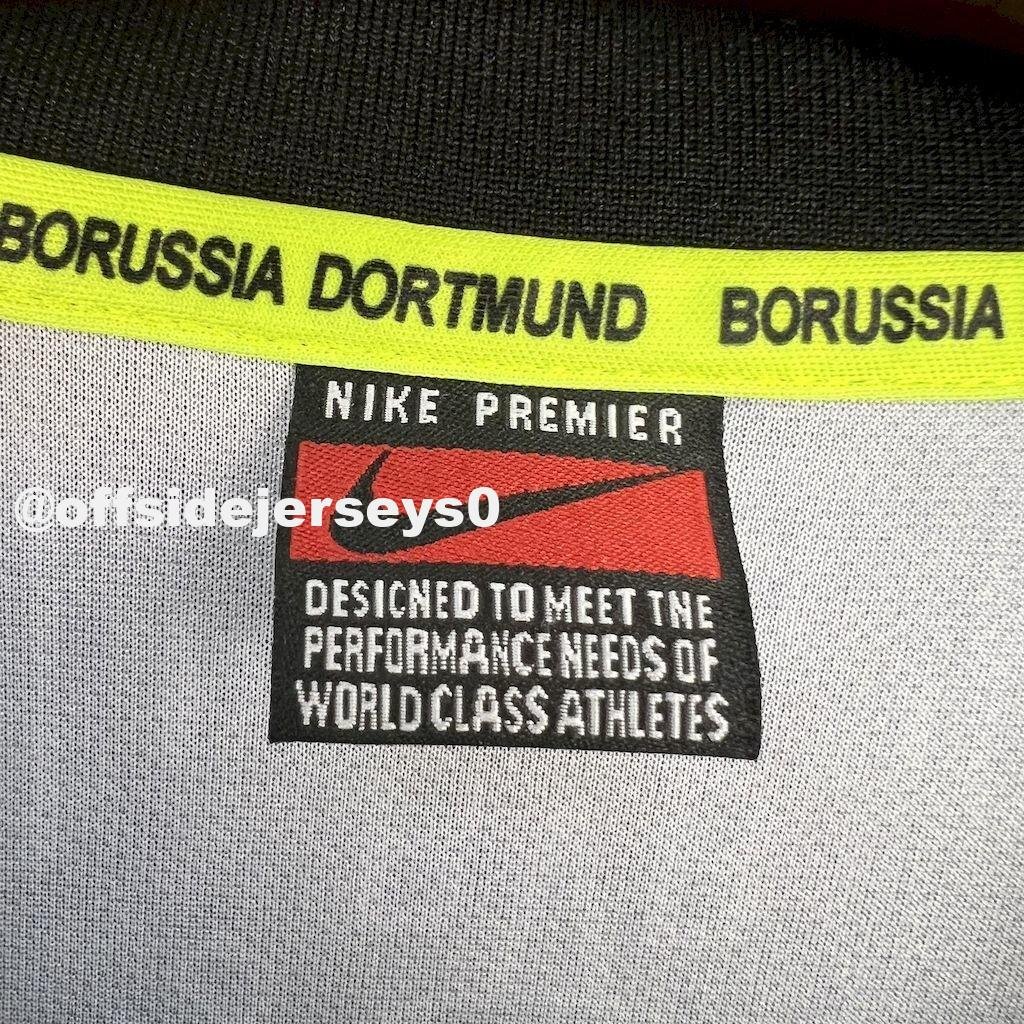 BORUSSIA DORTMUND BORUSSIA
NIKE PREMIER
@offsidejerseys0
DESICNED TO MEET TNE
PERFORMANCE NEEDS OF
WORLD CLASS ATHLETES